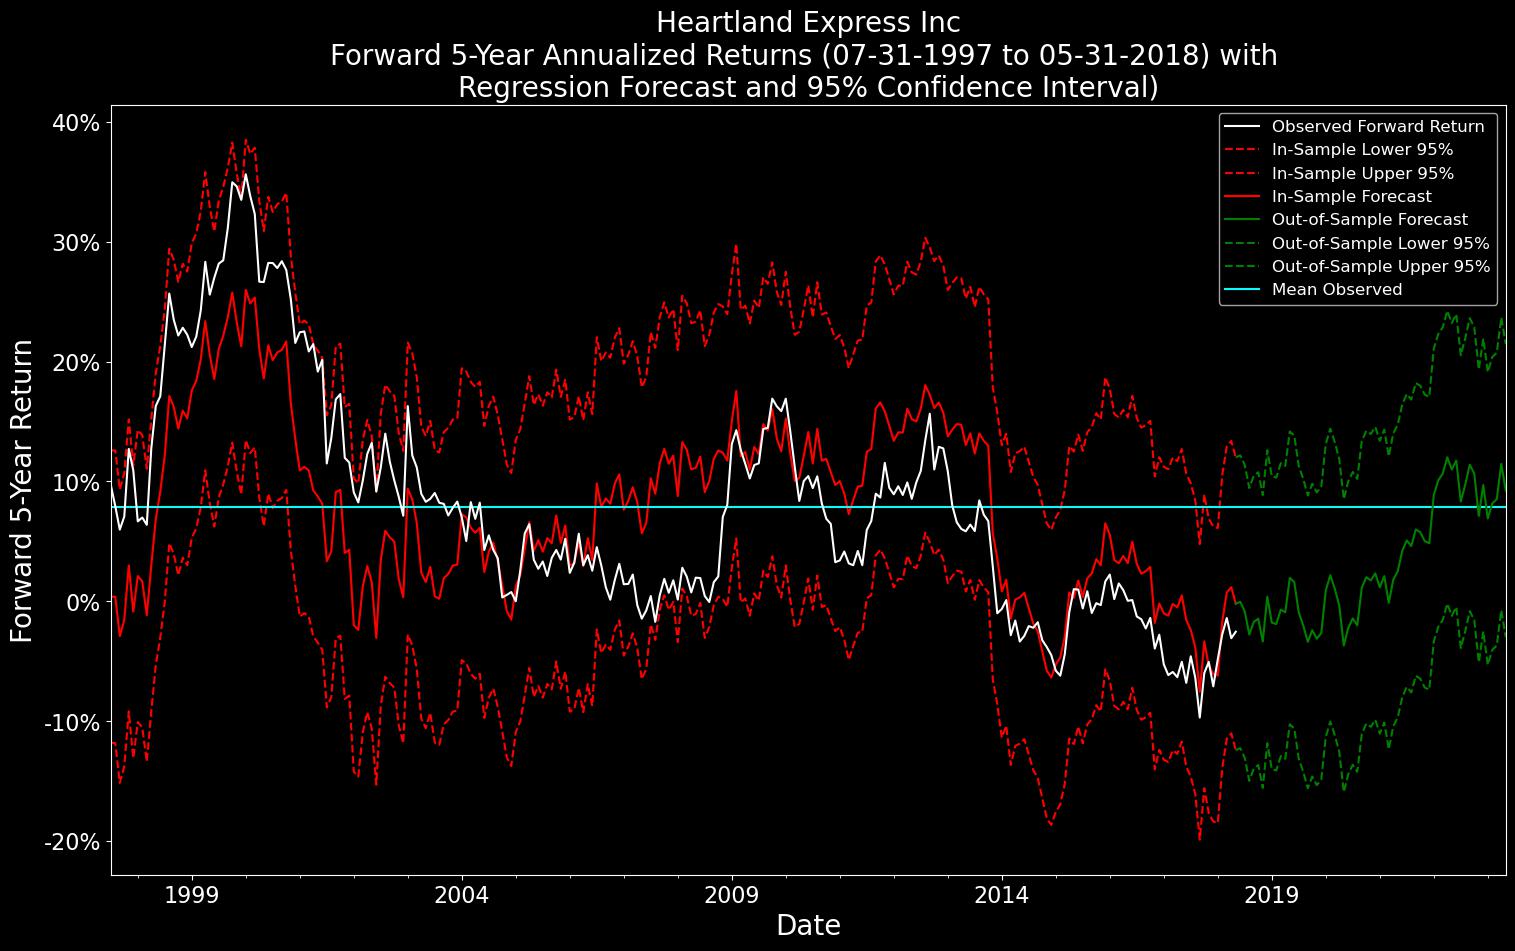 Heartland Express Inc
Forward 5-Year Annualized Returns (07-31-1997 to 05-31-2018) with
Regression Forecast and 95% Confidence Interval)
Forward 5-Year Return
40%
30%
20%
10%
0%
-10%
-20%
Observed Forward Return
In-Sample Lower 95%
In-Sample Upper 95%
In-Sample Forecast
Out-of-Sample Forecast
Out-of-Sample Lower 95%
Out-of-Sample Upper 95%
Mean Observed
1999
2004
2009
2014
2019
Date